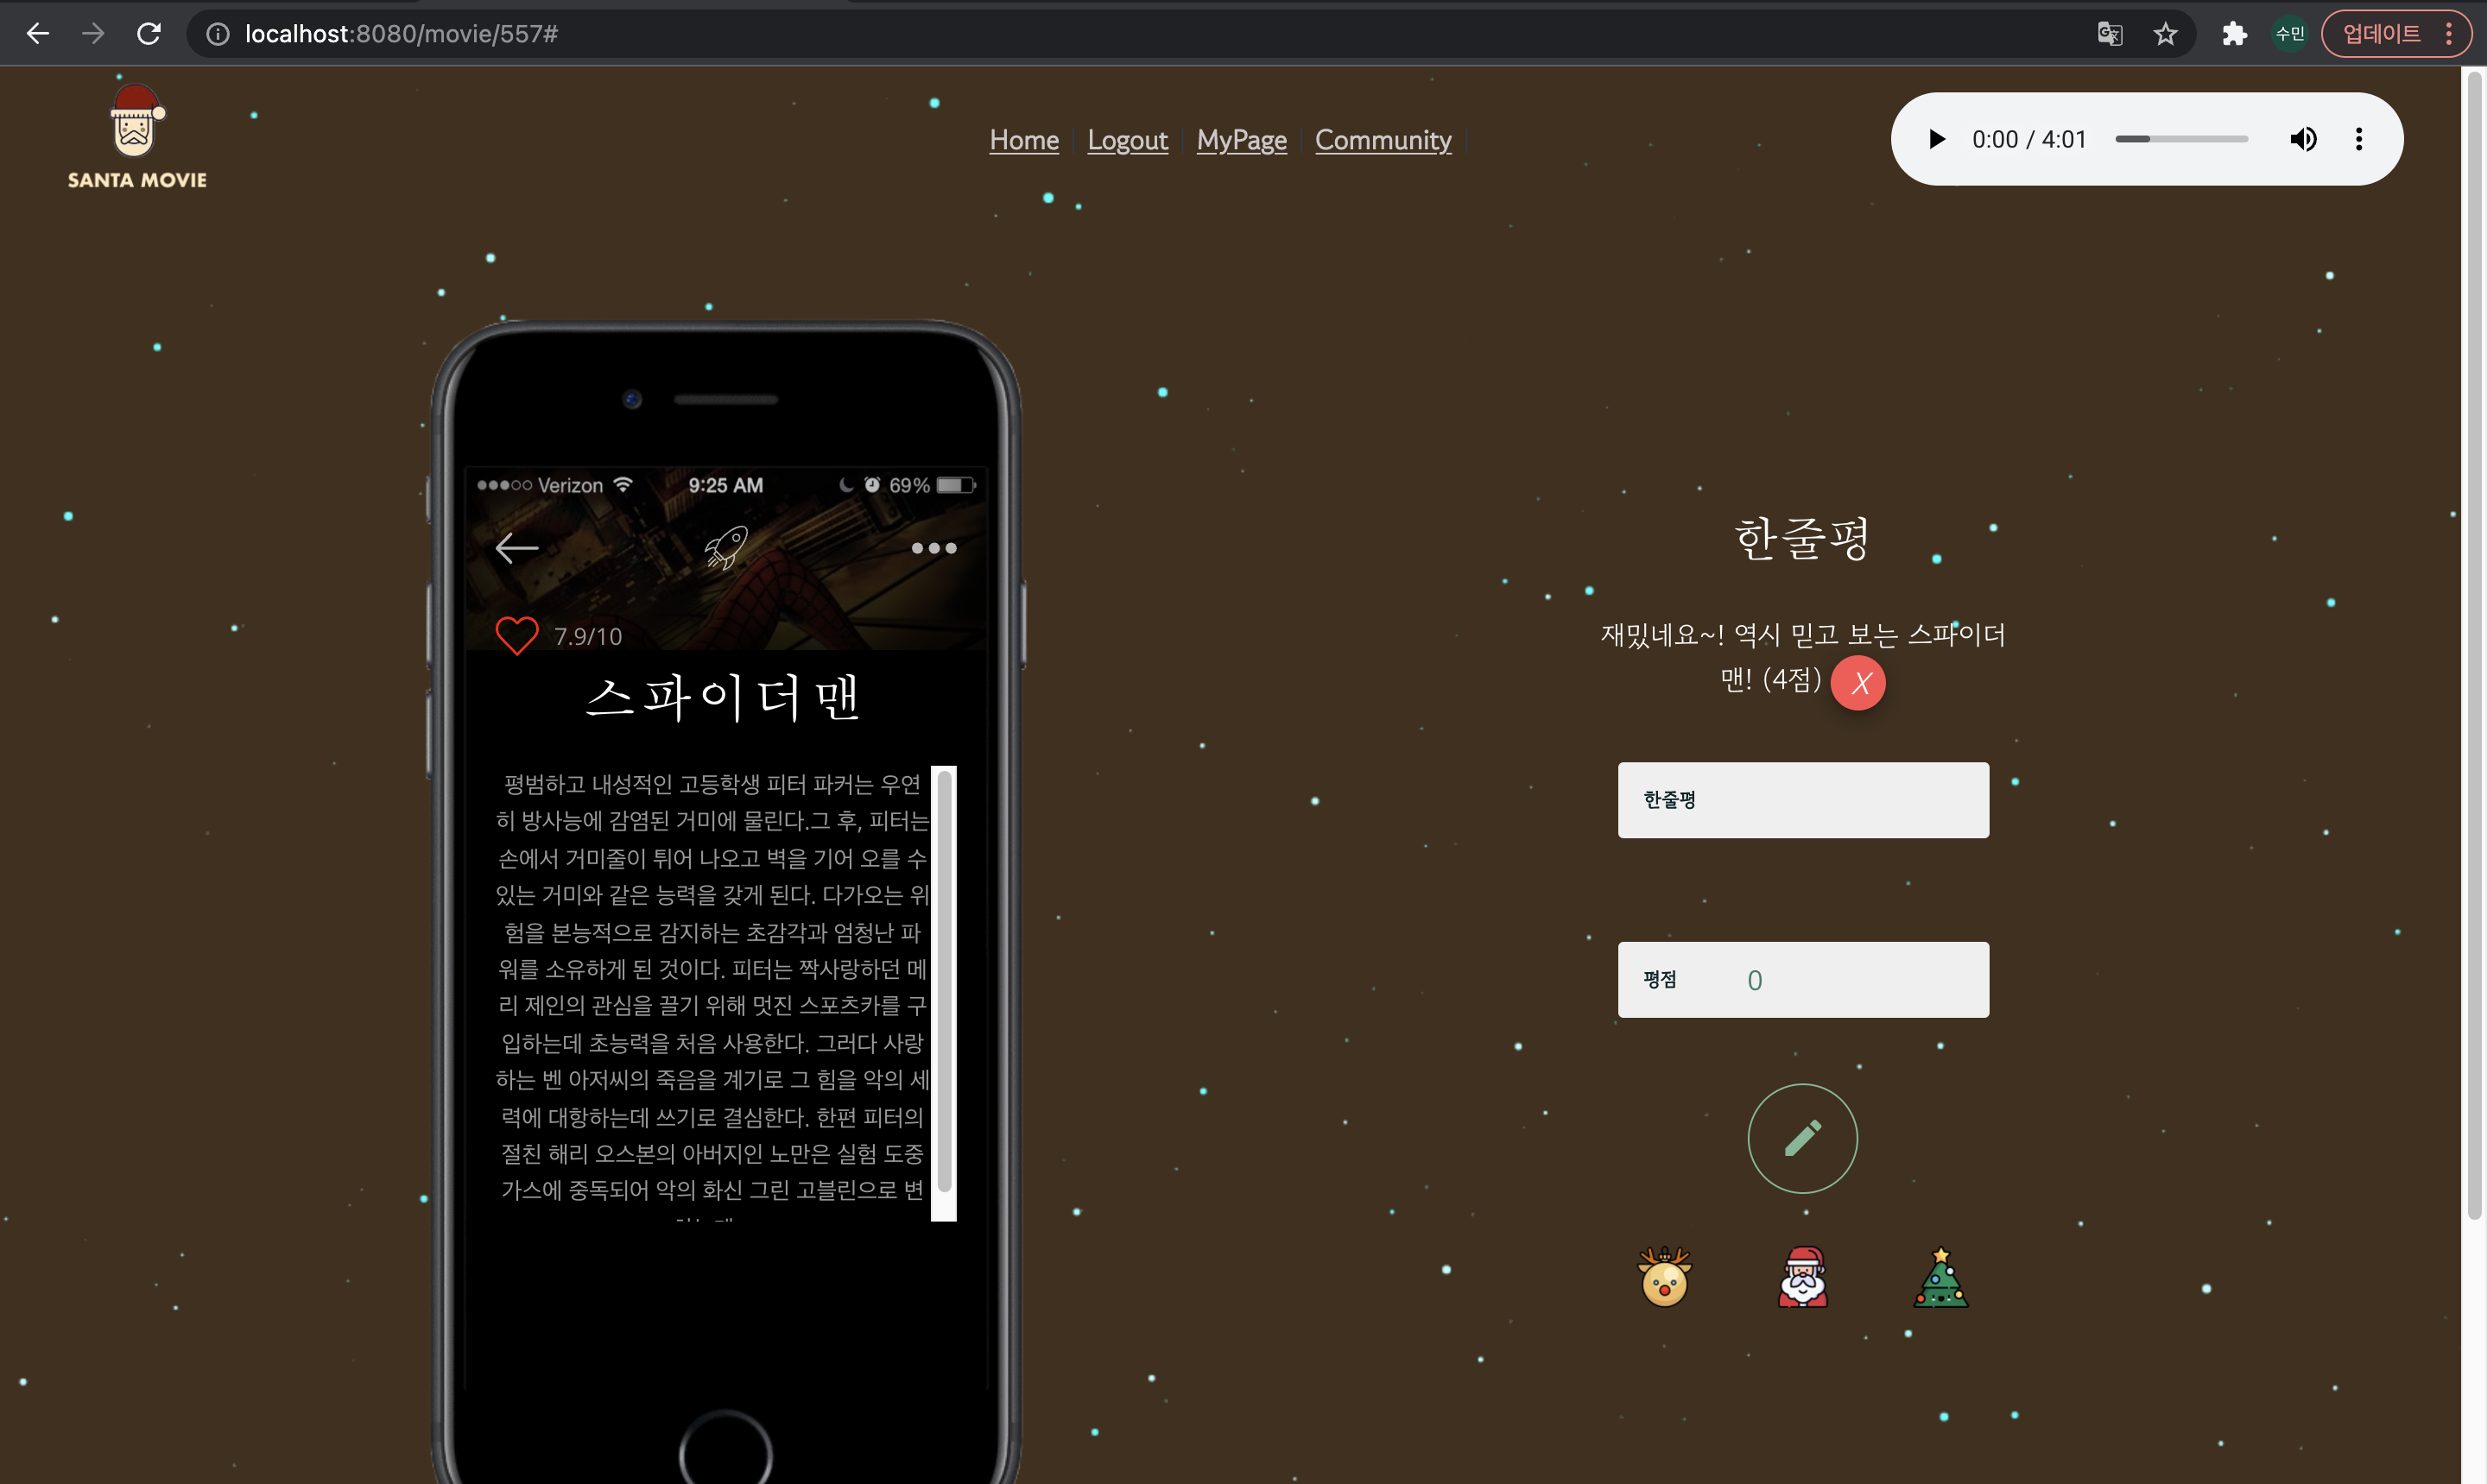 localhost:8080/movie/557#
수민
업데이트
SANTA MOVIE
Home
Logout
MyPage
Community
0:00 / 4:01
Verizon
9:25 AM
69%
7.9/10
스파이더맨
평범하고 내성적인 고등학생 피터 파커는 우연
히 방사능에 감염된 거미에 물린다.그 후, 피터는
손에서 거미줄이 튀어 나오고 벽을 기어 오를 수
있는 거미와 같은 능력을 갖게 된다. 다가오는 위
험을 본능적으로 감지하는 초감각과 엄청난 파
워를 소유하게 된 것이다. 피터는 짝사랑하던 메
리 제인의 관심을 끌기 위해 멋진 스포츠카를 구
입하는데 초능력을 처음 사용한다. 그러다 사랑
하는 벤 아저씨의 죽음을 계기로 그 힘을 악의 세
력에 대항하는데 쓰기로 결심한다. 한편 피터의
절친 해리 오스본의 아버지인 노만은 실험 도중
가스에 중독되어 악의 화신 그린 고블린으로 변
한줄평
재밌네요~! 역시 믿고 보는 스파이더
맨! (4점) X
한줄평
평점 0